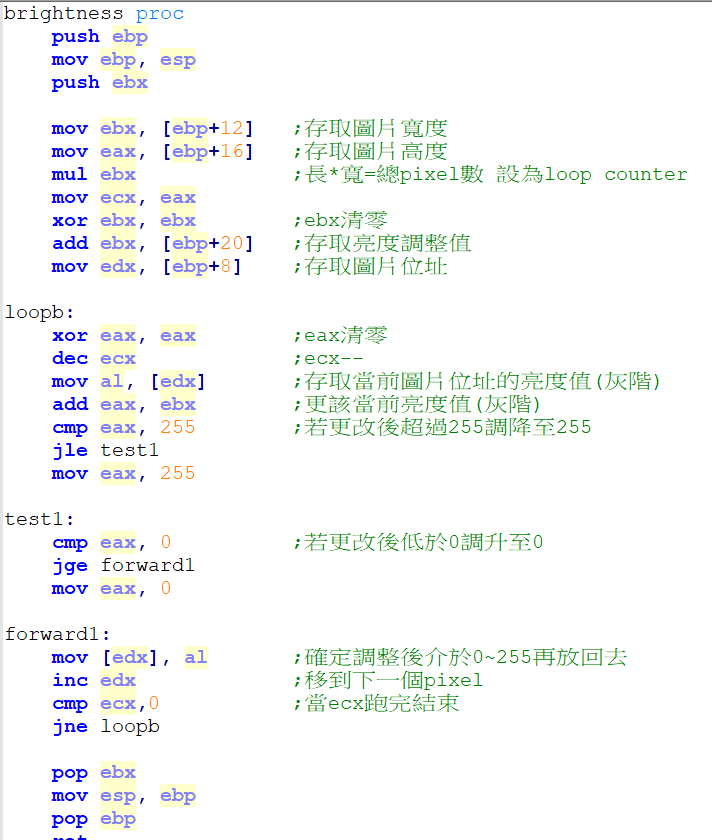 brightness proc
push ebp
mov ebp, esp
push ebx
mov ebx, [ebp+12] ;存取圖片寬度
mov eax, [ebp+16] ;存取圖片高度
mul ebx ;長*寬=總pixel數 設為loop counter
mov ecx, eax
xor ebx, ebx ;ebx清零
add ebx, [ebp+20] ;存取亮度調整值
mov edx, [ebp+8] ;存取圖片位址
loopb:
xor eax, eax ;eax清零
dec ecx ;ecx--
mov al, [edx] ;存取當前圖片位址的亮度值(灰階)
add eax, ebx ;更該當前亮度值(灰階)
cmp eax, 255 ;若更改後超過255調降至255
jle test1
mov eax, 255
test1:
cmp eax, 0 ;若更改後低於0調升至0
jge forward1
mov eax, 0
forward1:
mov [edx], al ;確定調整後介於0~255再放回去
inc edx ;移到下一個pixel
cmp ecx,0 ;當ecx跑完結束
jne loopb
pop ebx
mov esp, ebp
pop ebp